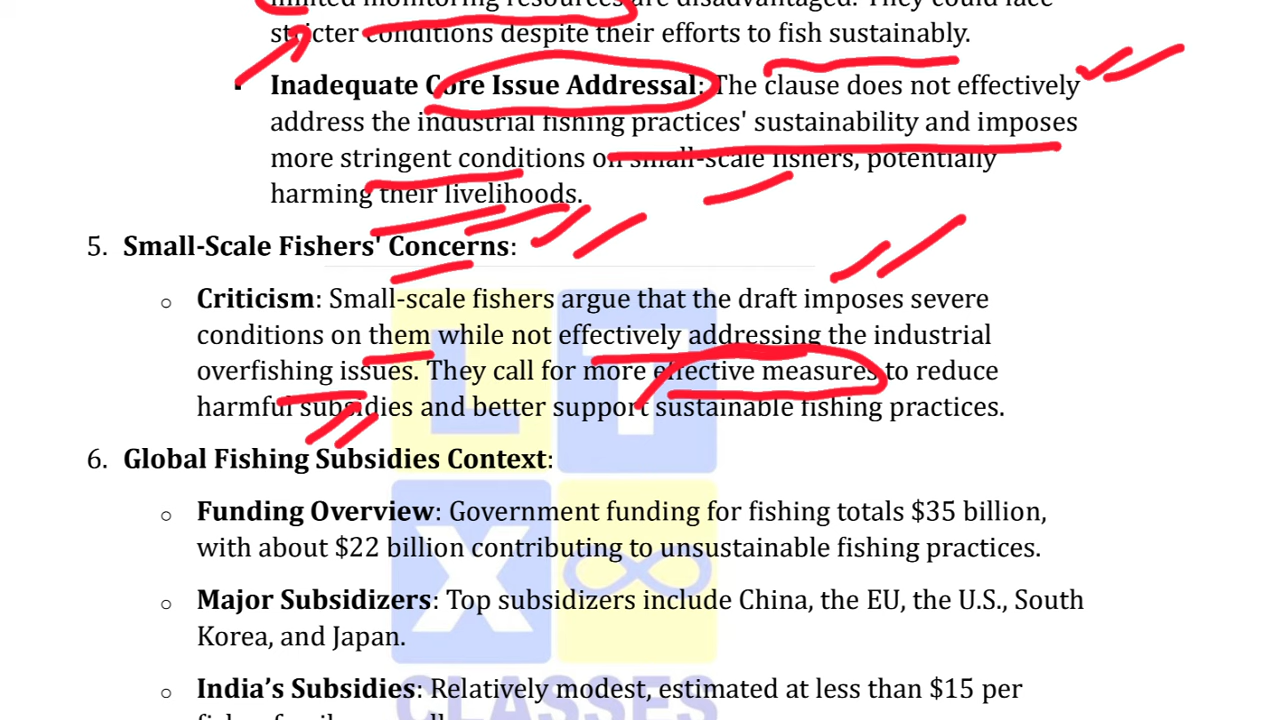 limited monitoring resources are disadvantaged. They could face
stricter conditions despite their efforts to fish sustainably.
▪ Inadequate Core Issue Addressal: The clause does not effectively
address the industrial fishing practices' sustainability and imposes
more stringent conditions on small-scale fishers, potentially
harming their livelihoods.
5. Small-Scale Fishers' Concerns:
o Criticism: Small-scale fishers argue that the draft imposes severe
conditions on them while not effectively addressing the industrial
overfishing issues. They call for more effective measures to reduce
harmful subsidies and better support sustainable fishing practices.
6. Global Fishing Subsidies Context:
o Funding Overview: Government funding for fishing totals $35 billion,
with about $22 billion contributing to unsustainable fishing practices.
o Major Subsidizers: Top subsidizers include China, the EU, the U.S., South
Korea, and Japan.
o India’s Subsidies: Relatively modest, estimated at less than $15 per
L T
X
CLASSES